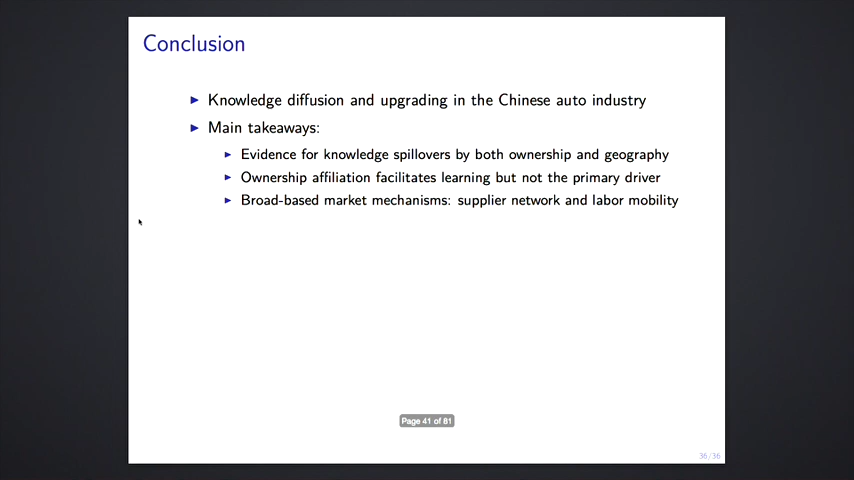 Conclusion
Knowledge diffusion and upgrading in the Chinese auto industry
Main takeaways:
Evidence for knowledge spillovers by both ownership and geography
Ownership affiliation facilitates learning but not the primary driver
Broad-based market mechanisms: supplier network and labor mobility
Page 41 of 81
36/36